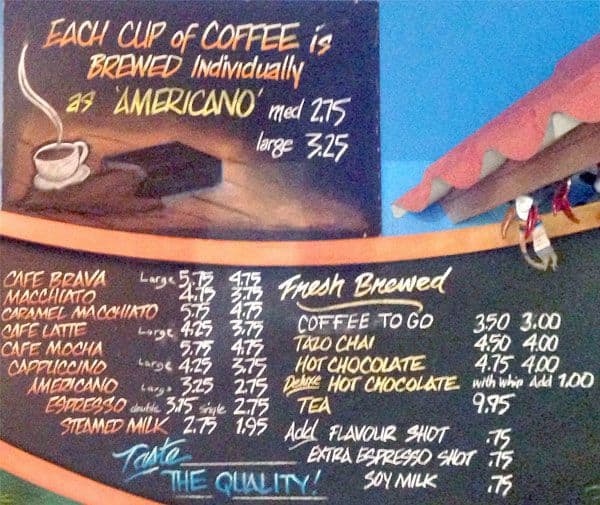 EACH CUP of COFFEE is
BREWED Individually
as 'AMERICANO' med 2.75
large 3.25
CAFE BRAVA Large 5.75 4.75
MACCHIATO 4.75 3.75
CARAMEL MACCHIATO 5.75 4.75
CAFE LATTE Large 4.25 3.75
CAFE MOCHA 5.75 4.75
CAPPUCCINO Large 4.25 3.75
AMERICANO Large 3.25 2.75
ESPRESSO double 3.75 single 2.75
STEAMED MILK 2.75 1.95
Taste
THE QUALITY!
Fresh Brewed
COFFEE TO GO 3.50 3.00
TAZO CHAI 4.50 4.00
HOT CHOCOLATE 4.75 4.00
Deluxe HOT CHOCOLATE with whip Add 1.00
TEA 9.95
Add FLAVOUR SHOT .75
EXTRA ESPRESSO SHOT .75
SOY MILK .75